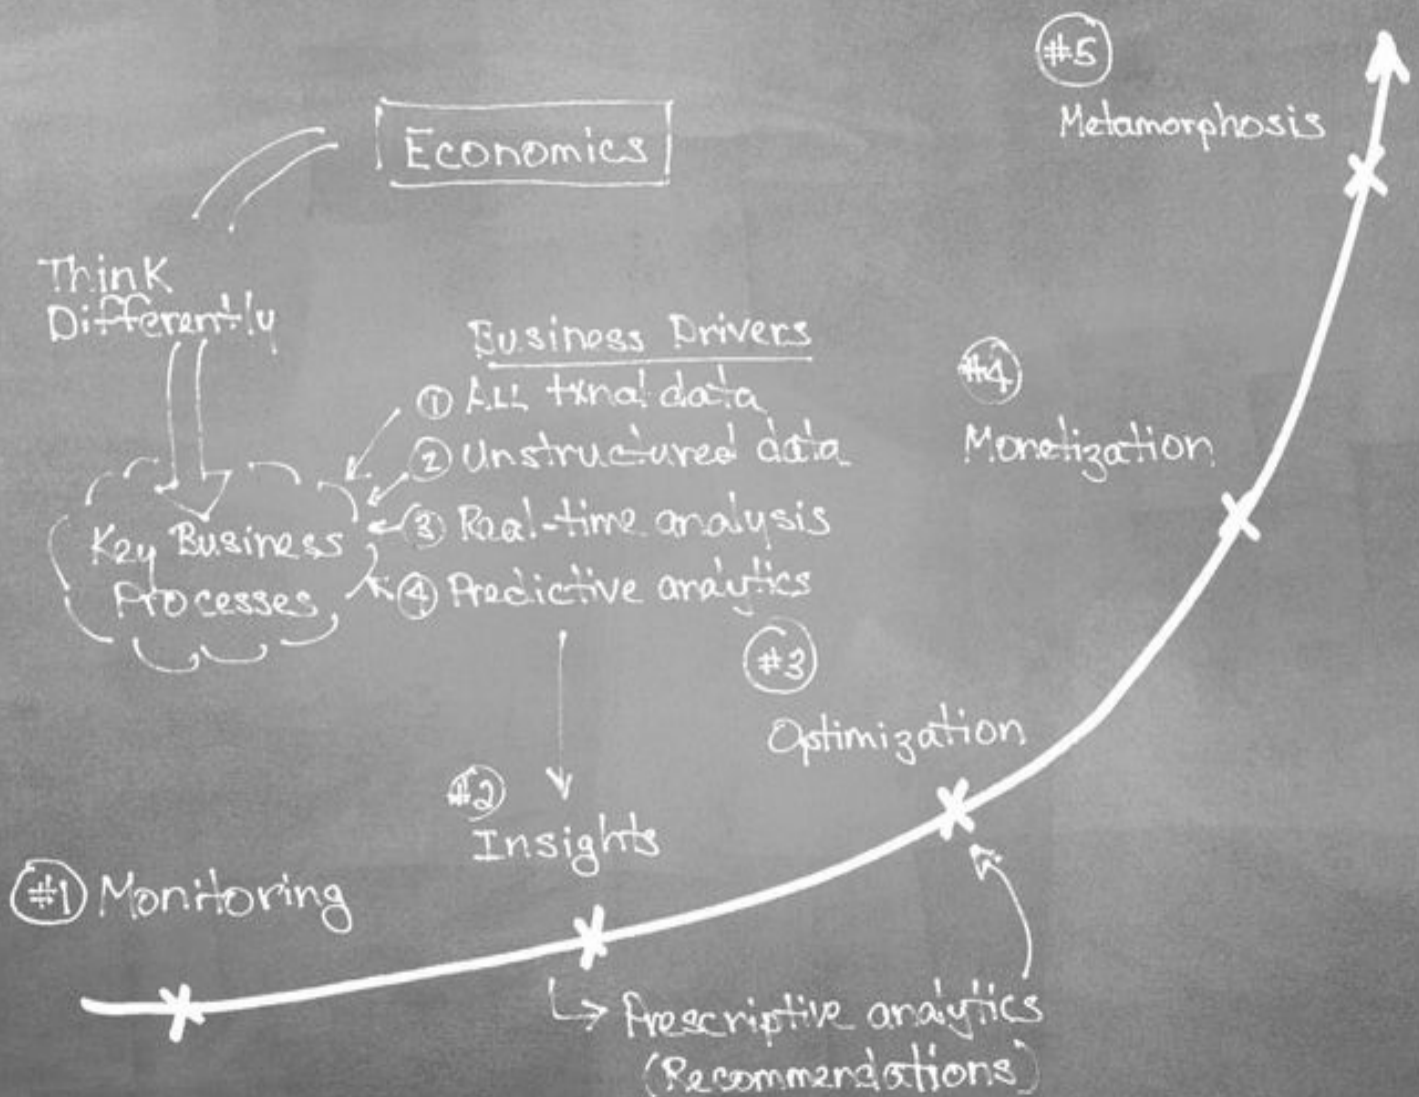 #5
Metamorphosis
Economics
Think
Differently
Business Drivers
① ALL txnal data
② Unstructured data
③ Real-time analysis
④ Predictive analytics
Key Business
Processes
#4
Monetization
#3
Optimization
#2
Insights
#1 Monitoring
Prescriptive analytics
(Recommendations)